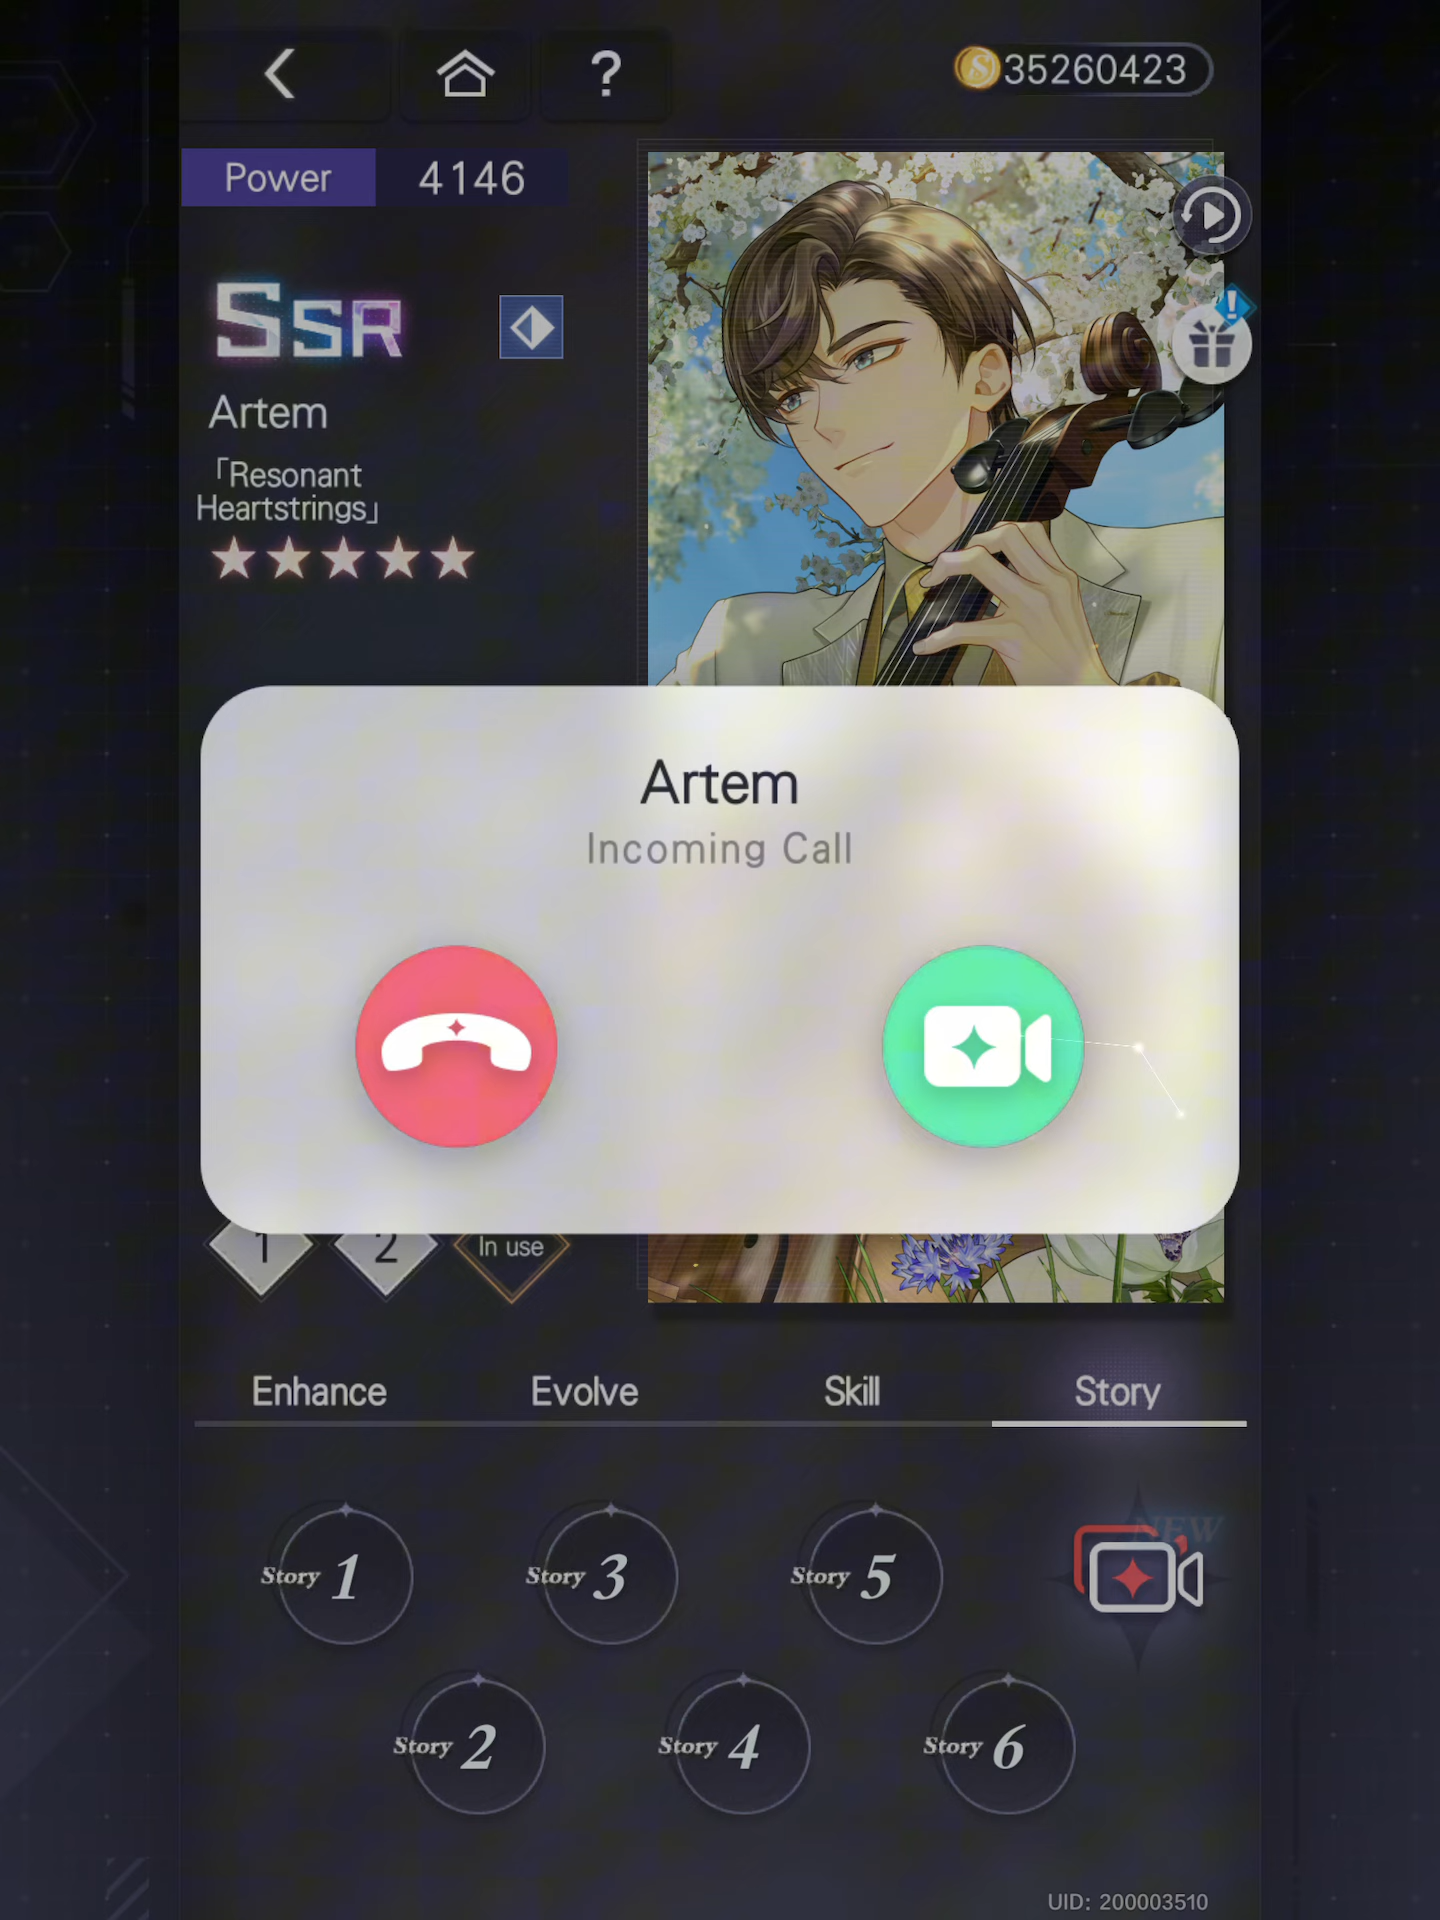 ?
35260423
Power 4146
SSR
Artem
「Resonant
Heartstrings」
Artem
Incoming Call
1 2 In use
Enhance Evolve Skill Story
NEW
Story 1 Story 3 Story 5
Story 2 Story 4 Story 6
UID: 200003510